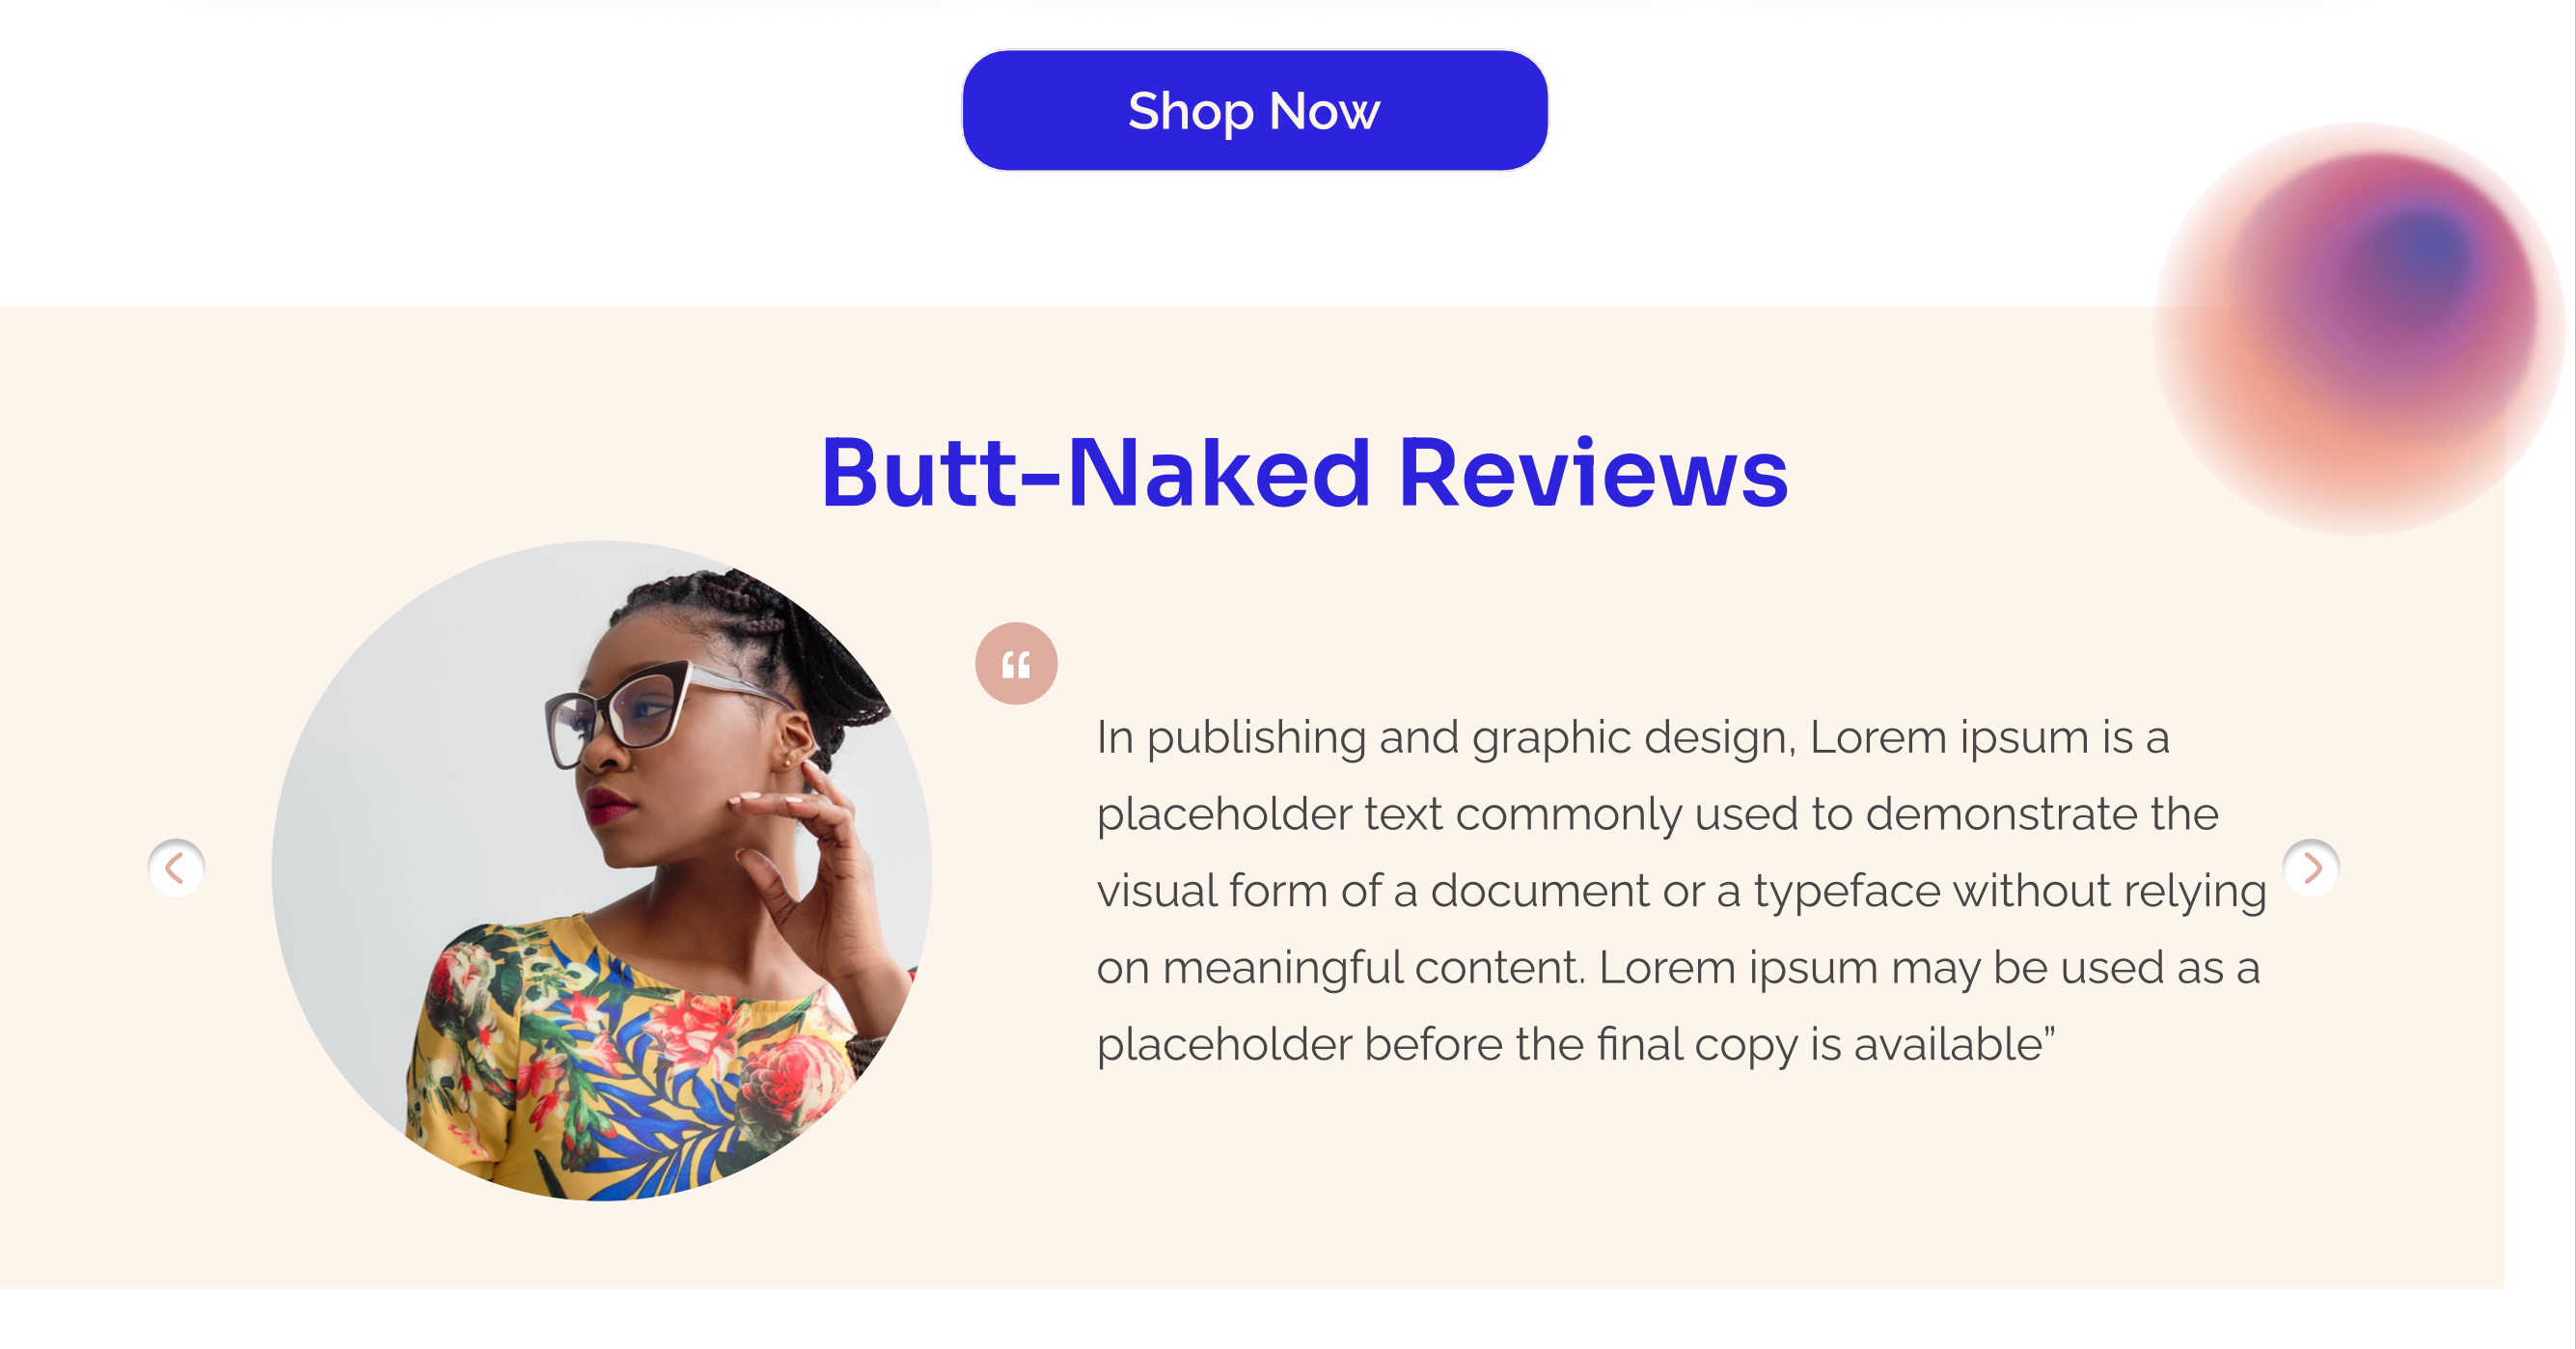 Shop Now
Butt-Naked Reviews
“
In publishing and graphic design, Lorem ipsum is a
placeholder text commonly used to demonstrate the
visual form of a document or a typeface without relying
on meaningful content. Lorem ipsum may be used as a
placeholder before the final copy is available”